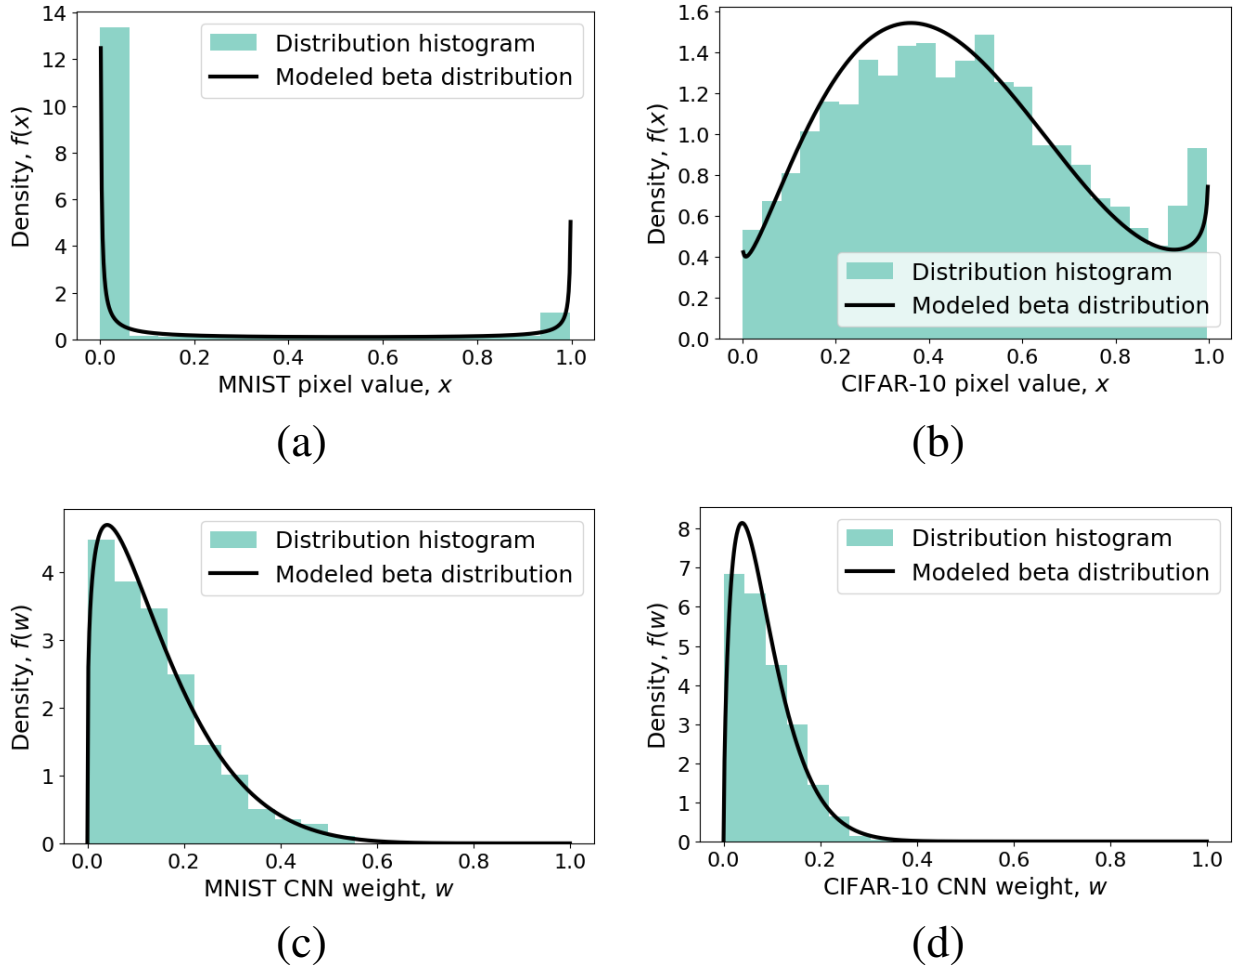 14
12
10
8
6
4
2
0
Density, f(x)
Distribution histogram
Modeled beta distribution
0.0 0.2 0.4 0.6 0.8 1.0
MNIST pixel value, x
(a)
1.6
1.4
1.2
1.0
0.8
0.6
0.4
0.2
0.0
Density, f(x)
Distribution histogram
Modeled beta distribution
0.0 0.2 0.4 0.6 0.8 1.0
CIFAR-10 pixel value, x
(b)
4
3
2
1
0
Density, f(w)
Distribution histogram
Modeled beta distribution
0.0 0.2 0.4 0.6 0.8 1.0
MNIST CNN weight, w
(c)
8
7
6
5
4
3
2
1
0
Density, f(w)
Distribution histogram
Modeled beta distribution
0.0 0.2 0.4 0.6 0.8 1.0
CIFAR-10 CNN weight, w
(d)